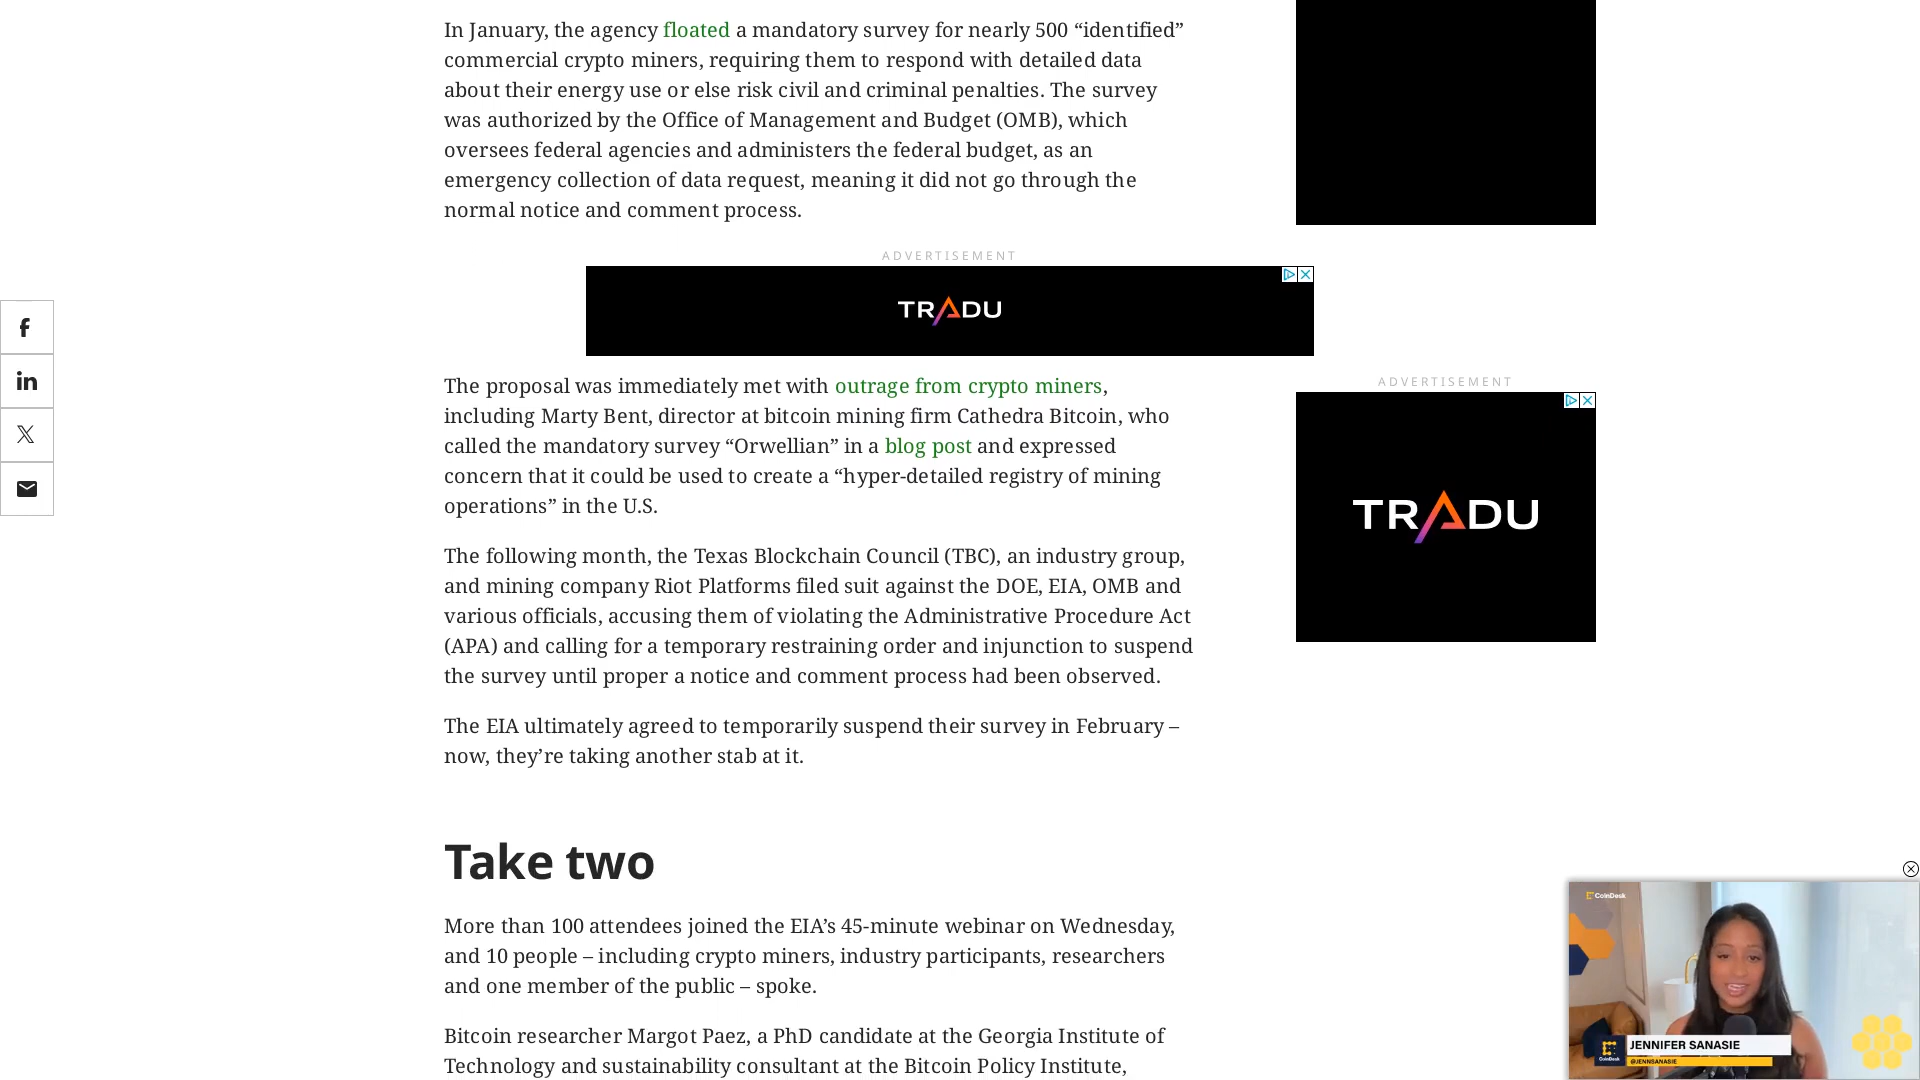 In January, the agency floated a mandatory survey for nearly 500 “identified”
commercial crypto miners, requiring them to respond with detailed data
about their energy use or else risk civil and criminal penalties. The survey
was authorized by the Office of Management and Budget (OMB), which
oversees federal agencies and administers the federal budget, as an
emergency collection of data request, meaning it did not go through the
normal notice and comment process.
ADVERTISEMENT
TRADU
The proposal was immediately met with outrage from crypto miners,
including Marty Bent, director at bitcoin mining firm Cathedra Bitcoin, who
called the mandatory survey “Orwellian” in a blog post and expressed
concern that it could be used to create a “hyper-detailed registry of mining
operations” in the U.S.
ADVERTISEMENT
TRADU
The following month, the Texas Blockchain Council (TBC), an industry group,
and mining company Riot Platforms filed suit against the DOE, EIA, OMB and
various officials, accusing them of violating the Administrative Procedure Act
(APA) and calling for a temporary restraining order and injunction to suspend
the survey until proper a notice and comment process had been observed.
The EIA ultimately agreed to temporarily suspend their survey in February –
now, they’re taking another stab at it.
Take two
More than 100 attendees joined the EIA’s 45-minute webinar on Wednesday,
and 10 people – including crypto miners, industry participants, researchers
and one member of the public – spoke.
Bitcoin researcher Margot Paez, a PhD candidate at the Georgia Institute of
Technology and sustainability consultant at the Bitcoin Policy Institute,
CoinDesk
JENNIFER SANASIE
CoinDesk
@JENNSANASIE